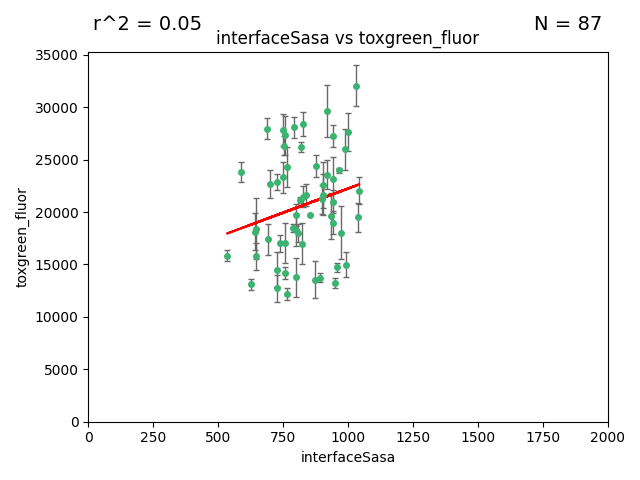 r^2 = 0.05
N = 87
interfaceSasa vs toxgreen_fluor
35000
30000
25000
20000
15000
10000
5000
0
toxgreen_fluor
0 250 500 750 1000 1250 1500 1750 2000
interfaceSasa